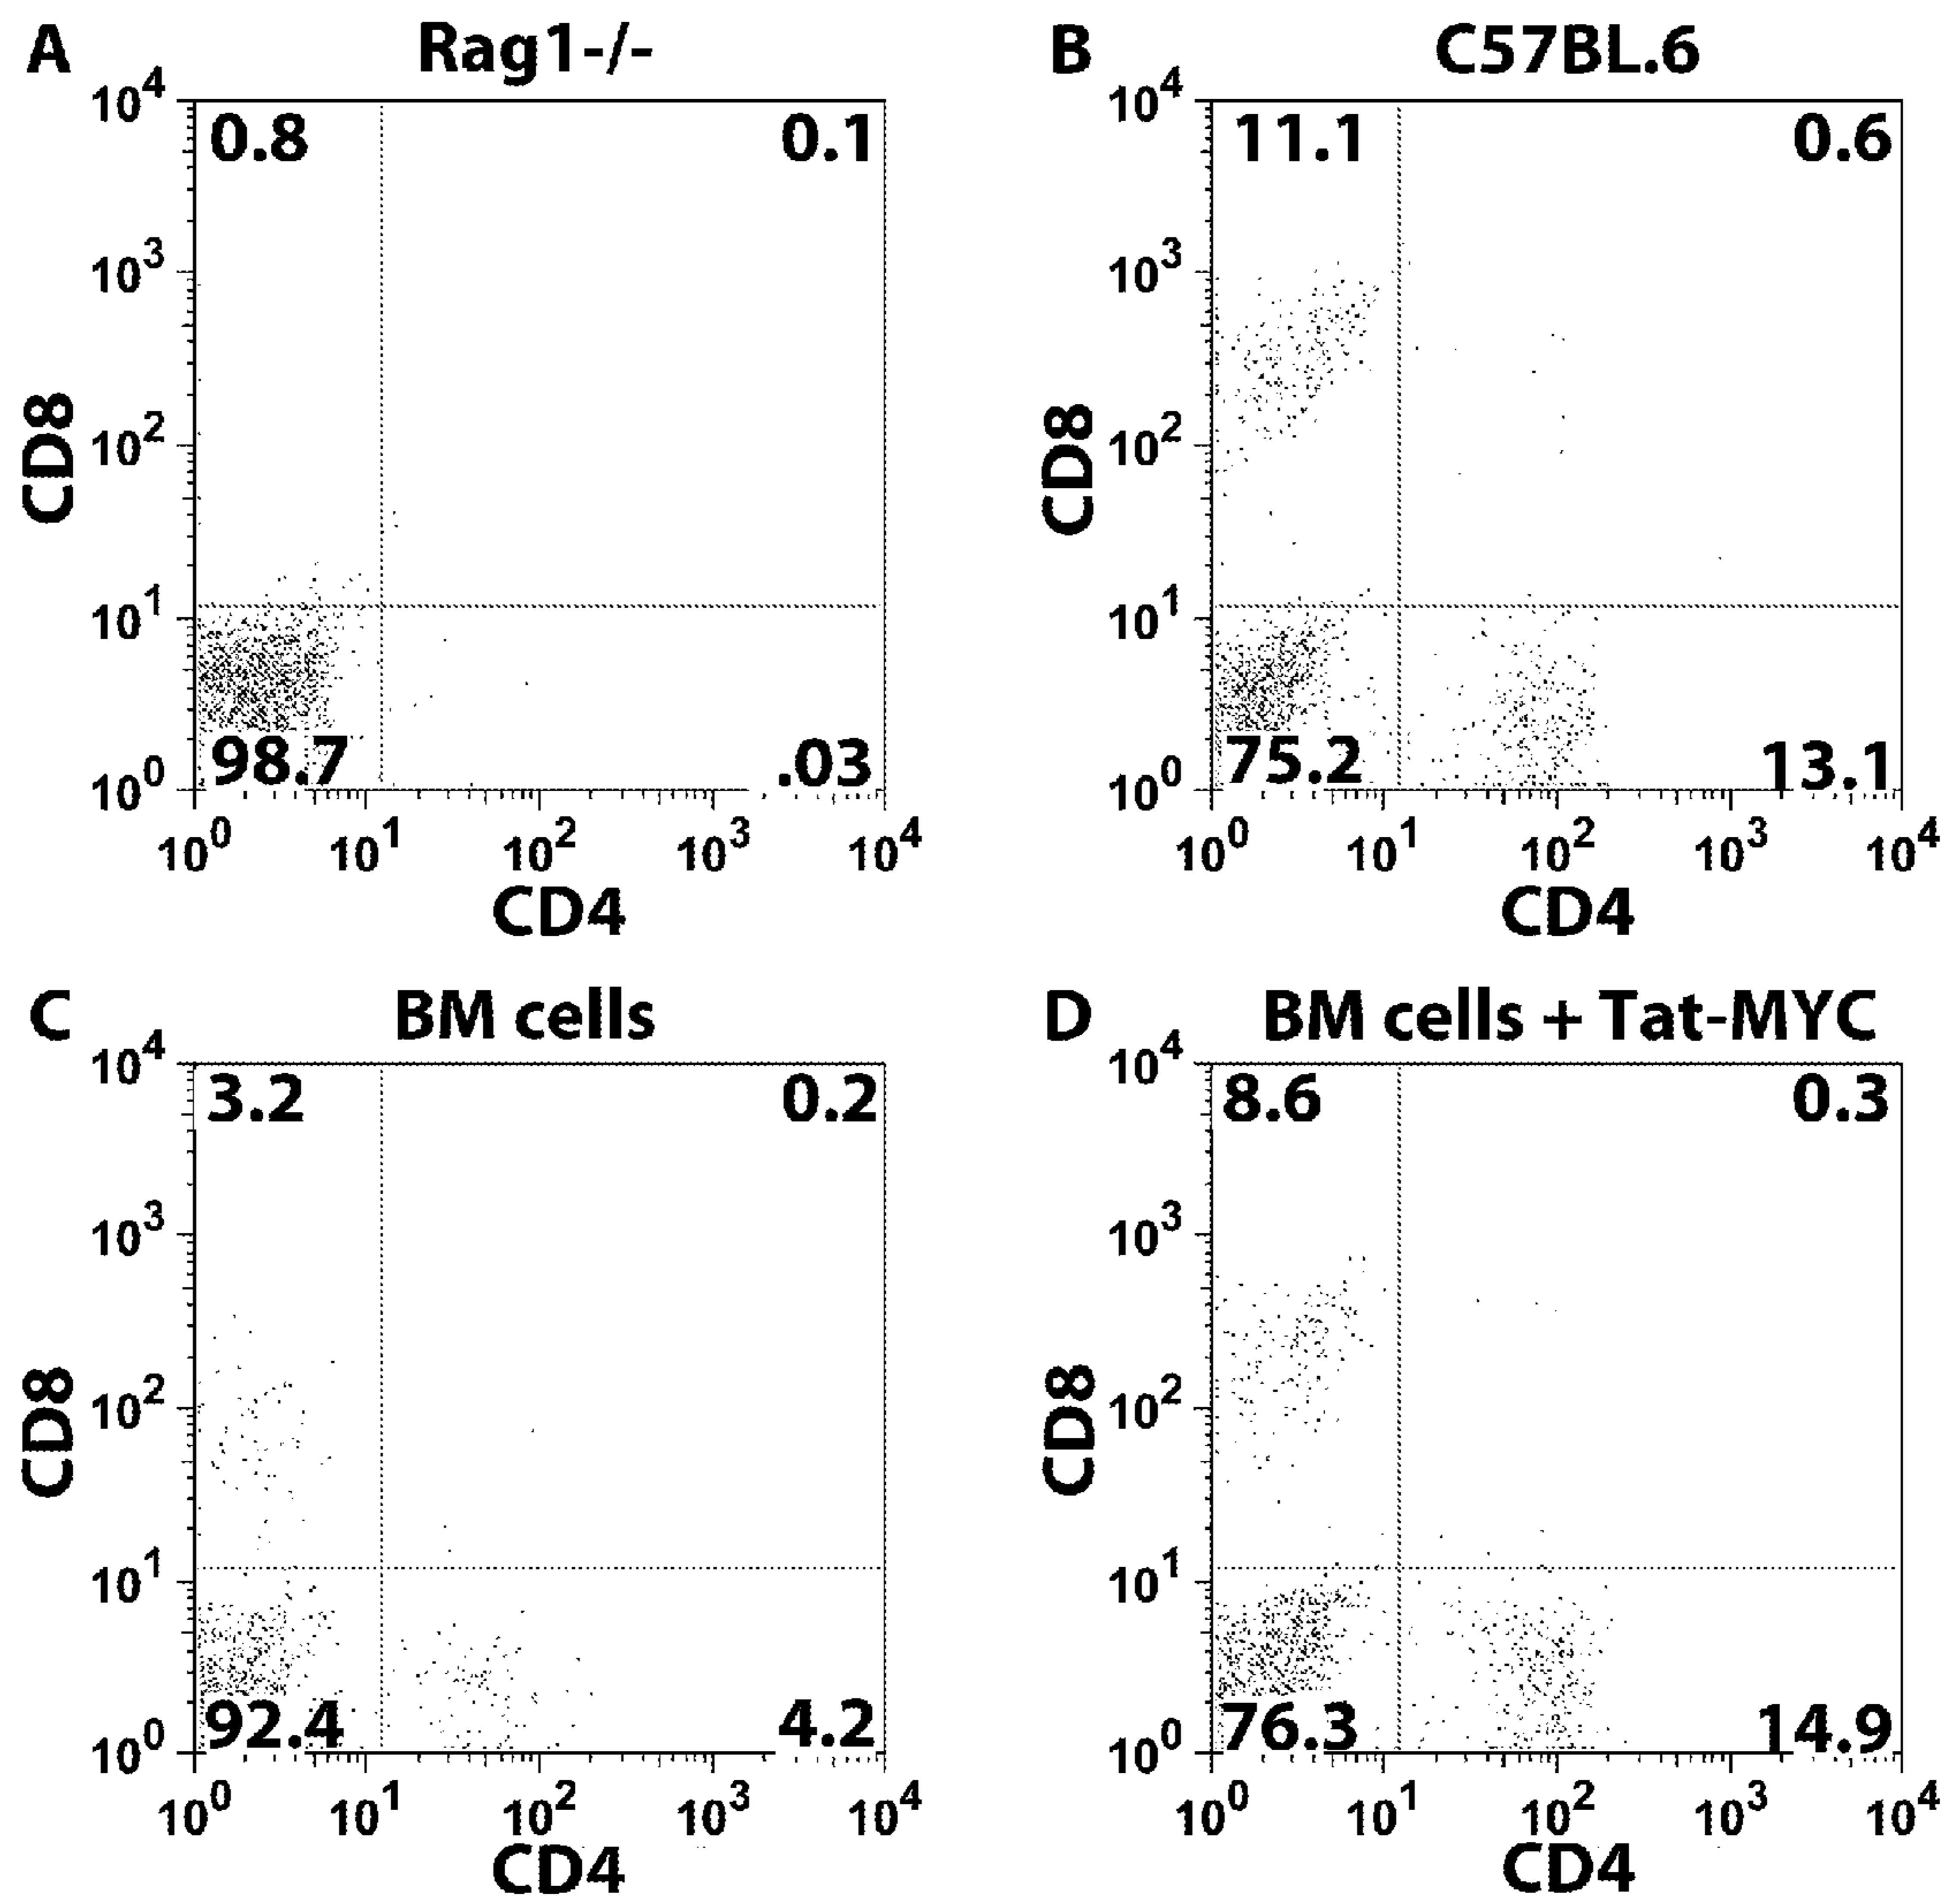 A Rag1-/-
10^4
0.8 0.1
10^3
CD8
10^2
10^1
98.7 .03
10^0
10^0 10^1 10^2 10^3 10^4
CD4
B C57BL.6
10^4
11.1 0.6
10^3
CD8
10^2
10^1
75.2 13.1
10^0
10^0 10^1 10^2 10^3 10^4
CD4
C BM cells
10^4
3.2 0.2
10^3
CD8
10^2
10^1
92.4 4.2
10^0
10^0 10^1 10^2 10^3 10^4
CD4
D BM cells + Tat-MYC
10^4
8.6 0.3
10^3
CD8
10^2
10^1
76.3 14.9
10^0
10^0 10^1 10^2 10^3 10^4
CD4